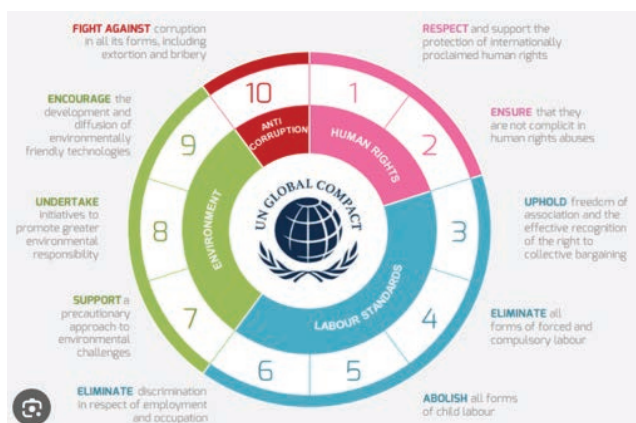 FIGHT AGAINST corruption
in all its forms, including
extortion and bribery
RESPECT and support the
protection of internationally
proclaimed human rights
ENCOURAGE the
development and
diffusion of
environmentally
friendly technologies
ENSURE that they
are not complicit in
human rights abuses
UNDERTAKE
initiatives to
promote greater
environmental
responsibility
UPHOLD freedom of
association and the
effective recognition
of the right to
collective bargaining
SUPPORT a
precautionary
approach to
environmental
challenges
ELIMINATE all
forms of forced and
compulsory labour
ELIMINATE discrimination
in respect of employment
and occupation
ABOLISH all forms
of child labour
10
1
9
2
8
3
7
4
6
5
ANTI
CORRUPTION
HUMAN RIGHTS
ENVIRONMENT
LABOUR STANDARDS
UN GLOBAL COMPACT